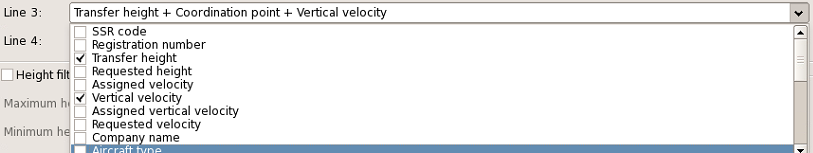 Line 3: Transfer height + Coordination point + Vertical velocity
Line 4:
SSR code
Registration number
Transfer height
Requested height
Assigned velocity
Vertical velocity
Assigned vertical velocity
Requested velocity
Company name
Aircraft type
Height filt
Maximum he
Minimum he